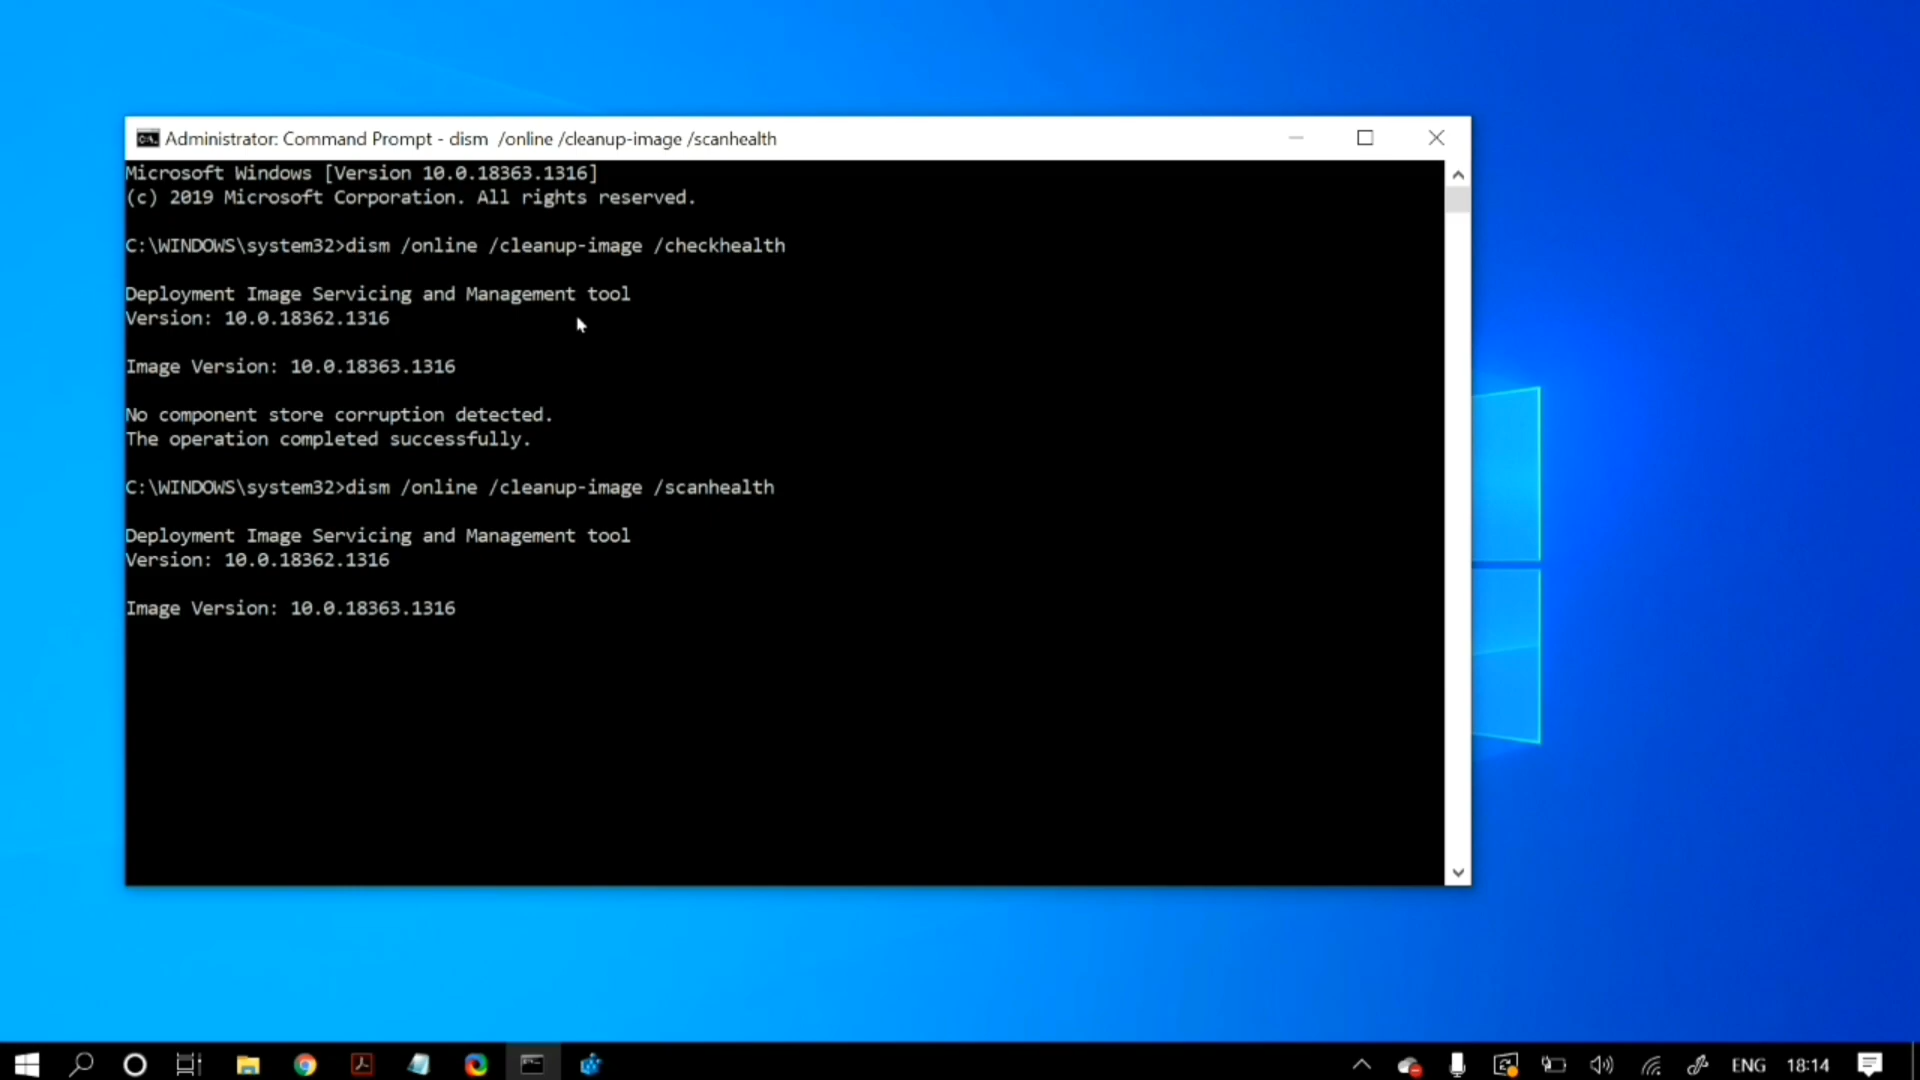 Administrator: Command Prompt - dism  /online /cleanup-image /scanhealth
Microsoft Windows [Version 10.0.18363.1316]
(c) 2019 Microsoft Corporation. All rights reserved.
C:\WINDOWS\system32>dism /online /cleanup-image /checkhealth
Deployment Image Servicing and Management tool
Version: 10.0.18362.1316
Image Version: 10.0.18363.1316
No component store corruption detected.
The operation completed successfully.
C:\WINDOWS\system32>dism /online /cleanup-image /scanhealth
Deployment Image Servicing and Management tool
Version: 10.0.18362.1316
Image Version: 10.0.18363.1316
ENG 18:14